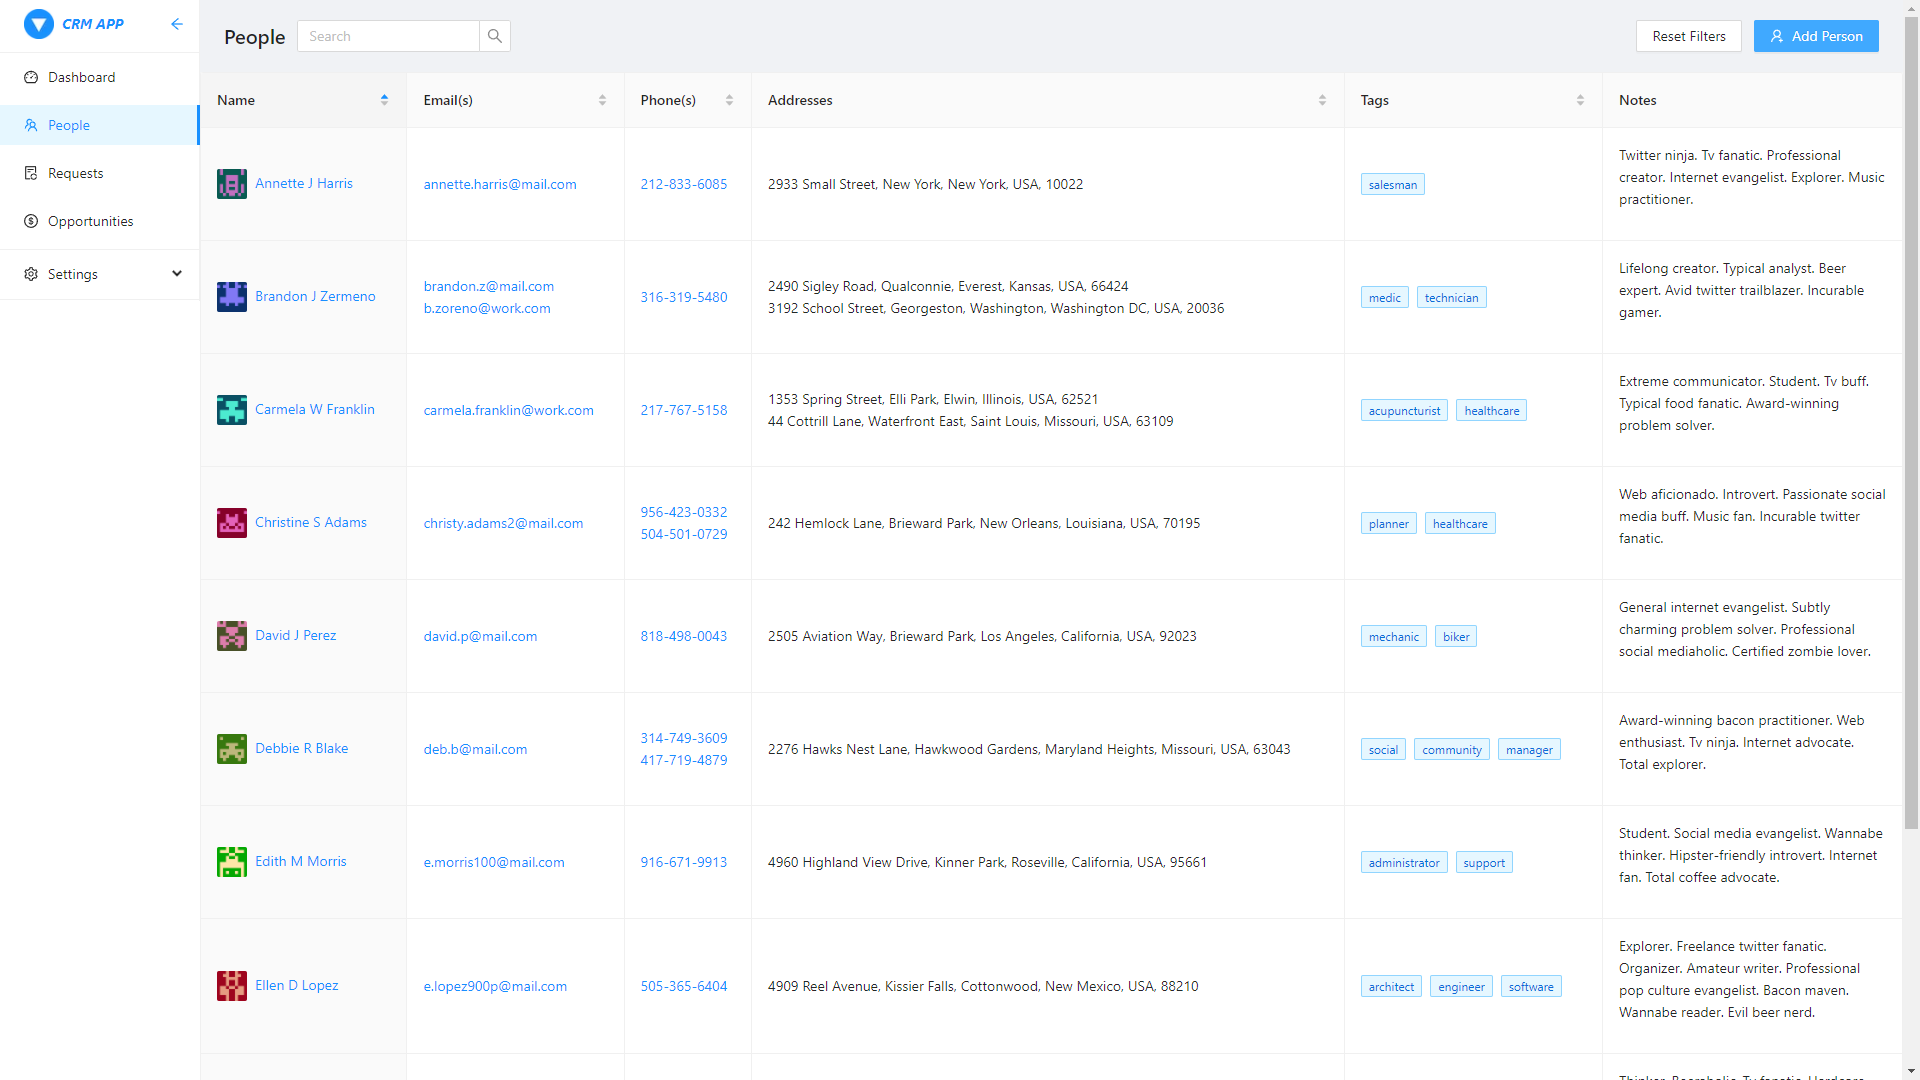 CRM APP
Dashboard
People
Requests
Opportunities
Settings
People
Search
Reset Filters
Add Person
Name
Email(s)
Phone(s)
Addresses
Tags
Notes
Annette J Harris
annette.harris@mail.com
212-833-6085
2933 Small Street, New York, New York, USA, 10022
salesman
Twitter ninja. Tv fanatic. Professional
creator. Internet evangelist. Explorer. Music
practitioner.
Brandon J Zermeno
brandon.z@mail.com
b.zoreno@work.com
316-319-5480
2490 Sigley Road, Qualconnie, Everest, Kansas, USA, 66424
3192 School Street, Georgeston, Washington, Washington DC, USA, 20036
medic
technician
Lifelong creator. Typical analyst. Beer
expert. Avid twitter trailblazer. Incurable
gamer.
Carmela W Franklin
carmela.franklin@work.com
217-767-5158
1353 Spring Street, Elli Park, Elwin, Illinois, USA, 62521
44 Cottrill Lane, Waterfront East, Saint Louis, Missouri, USA, 63109
acupuncturist
healthcare
Extreme communicator. Student. Tv buff.
Typical food fanatic. Award-winning
problem solver.
Christine S Adams
christy.adams2@mail.com
956-423-0332
504-501-0729
242 Hemlock Lane, Brieward Park, New Orleans, Louisiana, USA, 70195
planner
healthcare
Web aficionado. Introvert. Passionate social
media buff. Music fan. Incurable twitter
fanatic.
David J Perez
david.p@mail.com
818-498-0043
2505 Aviation Way, Brieward Park, Los Angeles, California, USA, 92023
mechanic
biker
General internet evangelist. Subtly
charming problem solver. Professional
social mediaholic. Certified zombie lover.
Debbie R Blake
deb.b@mail.com
314-749-3609
417-719-4879
2276 Hawks Nest Lane, Hawkwood Gardens, Maryland Heights, Missouri, USA, 63043
social
community
manager
Award-winning bacon practitioner. Web
enthusiast. Tv ninja. Internet advocate.
Total explorer.
Edith M Morris
e.morris100@mail.com
916-671-9913
4960 Highland View Drive, Kinner Park, Roseville, California, USA, 95661
administrator
support
Student. Social media evangelist. Wannabe
thinker. Hipster-friendly introvert. Internet
fan. Total coffee advocate.
Ellen D Lopez
e.lopez900p@mail.com
505-365-6404
4909 Reel Avenue, Kissier Falls, Cottonwood, New Mexico, USA, 88210
architect
engineer
software
Explorer. Freelance twitter fanatic.
Organizer. Amateur writer. Professional
pop culture evangelist. Bacon maven.
Wannabe reader. Evil beer nerd.